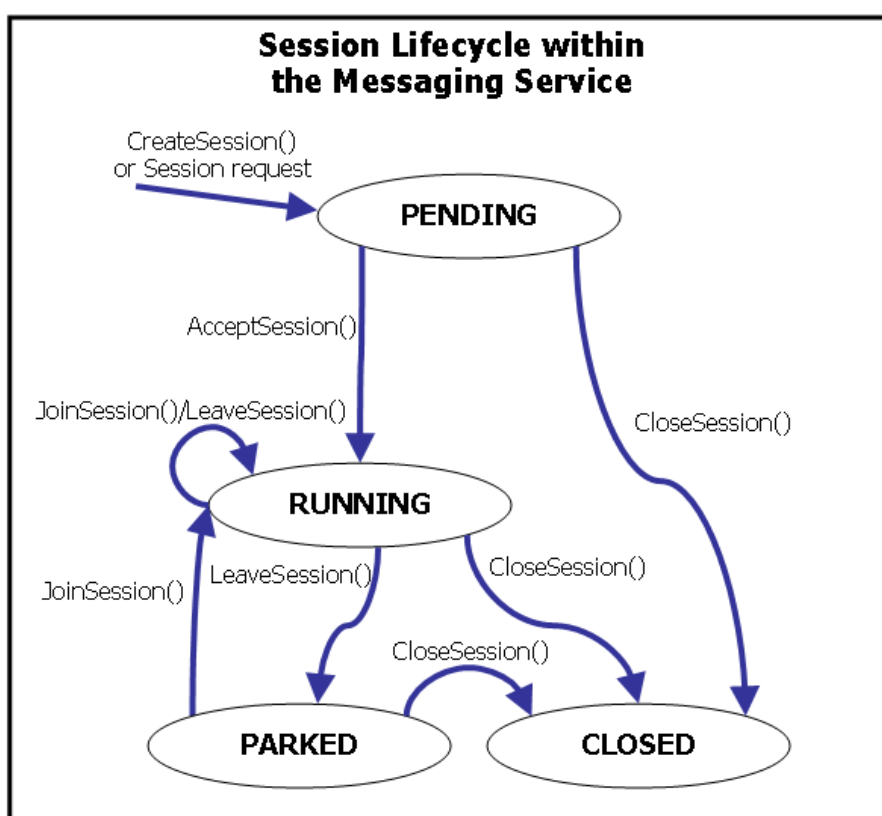 Session Lifecycle within
the Messaging Service
CreateSession()
or Session request
PENDING
AcceptSession()
JoinSession()/LeaveSession()
CloseSession()
RUNNING
LeaveSession()
CloseSession()
JoinSession()
CloseSession()
PARKED
CLOSED